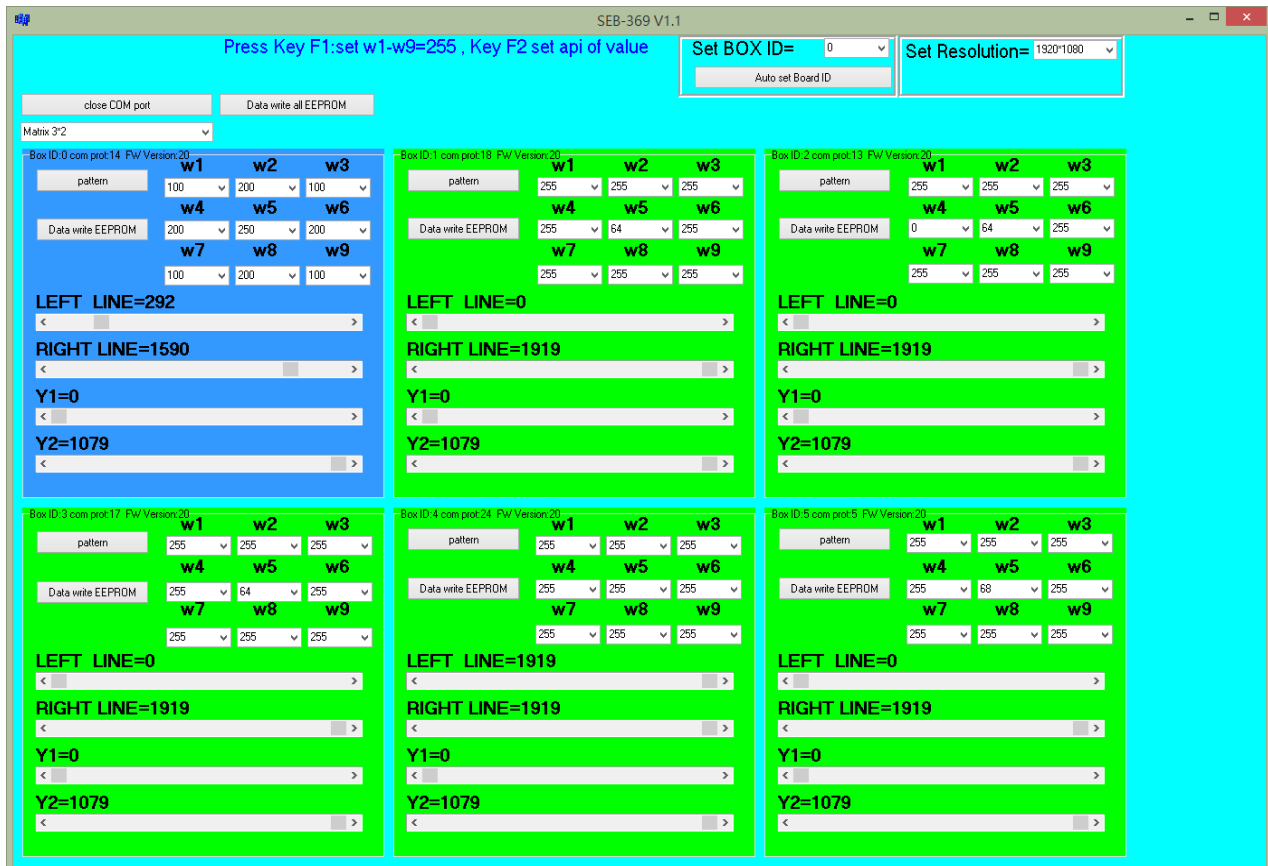 SEB-369 V1.1
Press Key F1:set w1-w9=255 , Key F2 set api of value
Set BOX ID= 0
Set Resolution= 1920*1080
Auto set Board ID
close COM port
Data write all EEPROM
Matrix 3*2
Box ID:0 com prot:14 FW Version:20
w1 w2 w3
pattern
100 200 100
w4 w5 w6
Data write EEPROM
200 250 200
w7 w8 w9
100 200 100
LEFT LINE=292
RIGHT LINE=1590
Y1=0
Y2=1079
Box ID:1 com prot:18 FW Version:20
w1 w2 w3
pattern
255 255 255
w4 w5 w6
Data write EEPROM
255 64 255
w7 w8 w9
255 255 255
LEFT LINE=0
RIGHT LINE=1919
Y1=0
Y2=1079
Box ID:2 com prot:13 FW Version:20
w1 w2 w3
pattern
255 255 255
w4 w5 w6
Data write EEPROM
0 64 255
w7 w8 w9
255 255 255
LEFT LINE=0
RIGHT LINE=1919
Y1=0
Y2=1079
Box ID:3 com prot:17 FW Version:20
w1 w2 w3
pattern
255 255 255
w4 w5 w6
Data write EEPROM
255 64 255
w7 w8 w9
255 255 255
LEFT LINE=0
RIGHT LINE=1919
Y1=0
Y2=1079
Box ID:4 com prot:24 FW Version:20
w1 w2 w3
pattern
255 255 255
w4 w5 w6
Data write EEPROM
255 255 255
w7 w8 w9
255 255 255
LEFT LINE=1919
RIGHT LINE=1919
Y1=0
Y2=1079
Box ID:5 com prot:5 FW Version:20
w1 w2 w3
pattern
255 255 255
w4 w5 w6
Data write EEPROM
255 68 255
w7 w8 w9
255 255 255
LEFT LINE=0
RIGHT LINE=1919
Y1=0
Y2=1079